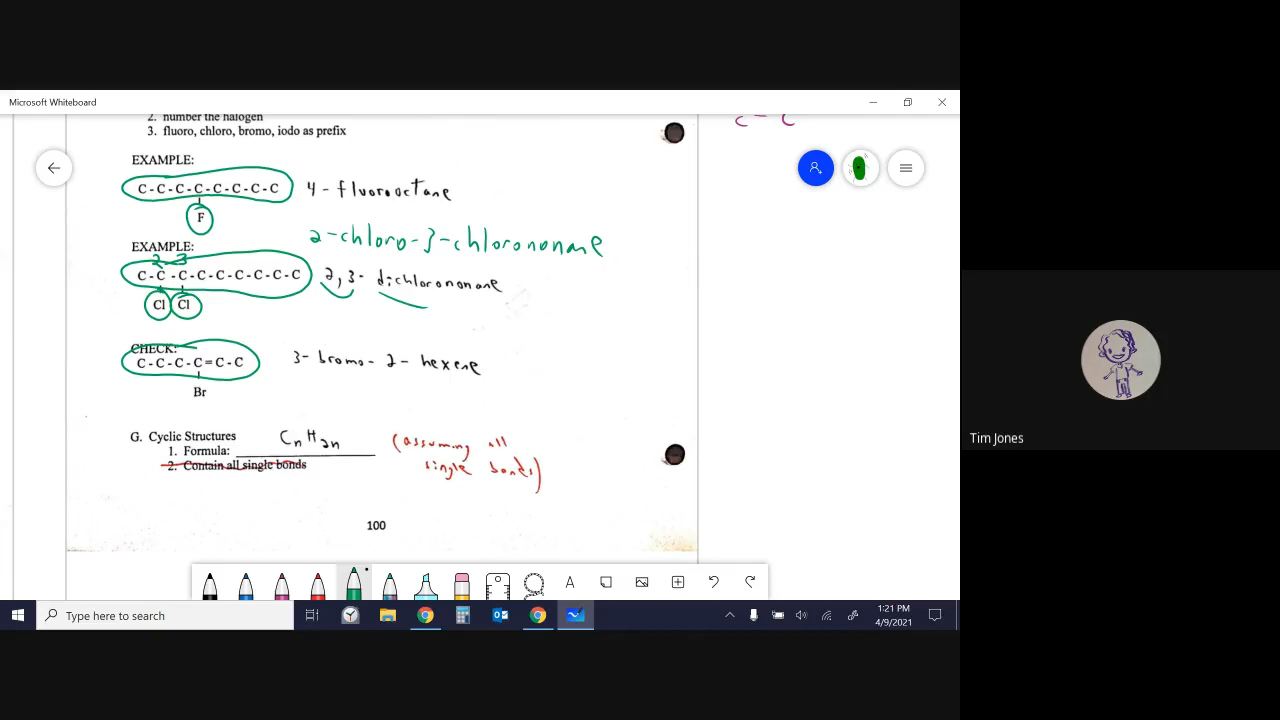 Microsoft Whiteboard
2. number the halogen
3. fluoro, chloro, bromo, iodo as prefix
C - C
EXAMPLE:
C - C - C - C - C - C - C - C 4 - fluorooctane
F
2-chloro-3-chlorononane
EXAMPLE:
2 3
C - C - C - C - C - C - C - C - C 2,3- dichlorononane
Cl Cl
CHECK:
C - C - C - C = C - C 3- bromo- 2 - hexene
Br
G. Cyclic Structures
1. Formula: CnH2n (assuming all
2. Contain all single bonds single bonds)
100
Tim Jones
A
Type here to search
1:21 PM
4/9/2021